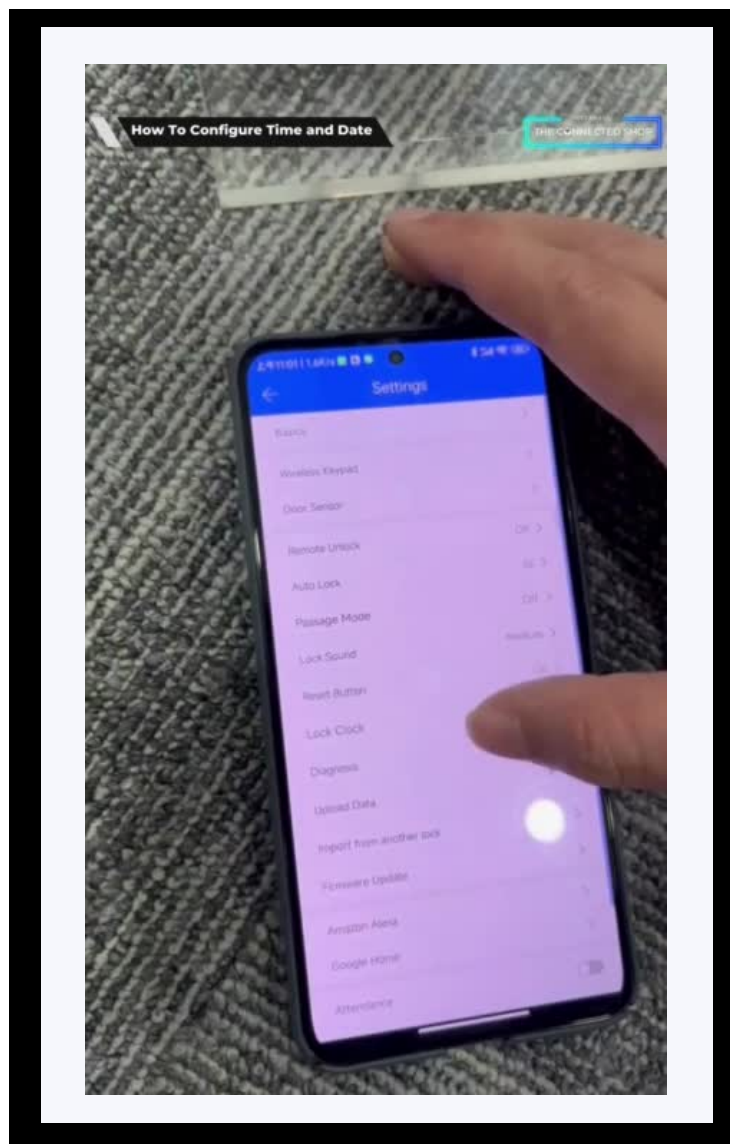 How To Configure Time and Date
THE CONNECTED SHOP
Settings
Basics
Wireless Keypad
Door Sensor
Remote Unlock Off
Auto Lock
Passage Mode Off
Lock Sound
Reset Button
Lock Clock
Diagnosis
Upload Data
Import from another lock
Firmware Update
Amazon Alexa
Google Home
Attendance